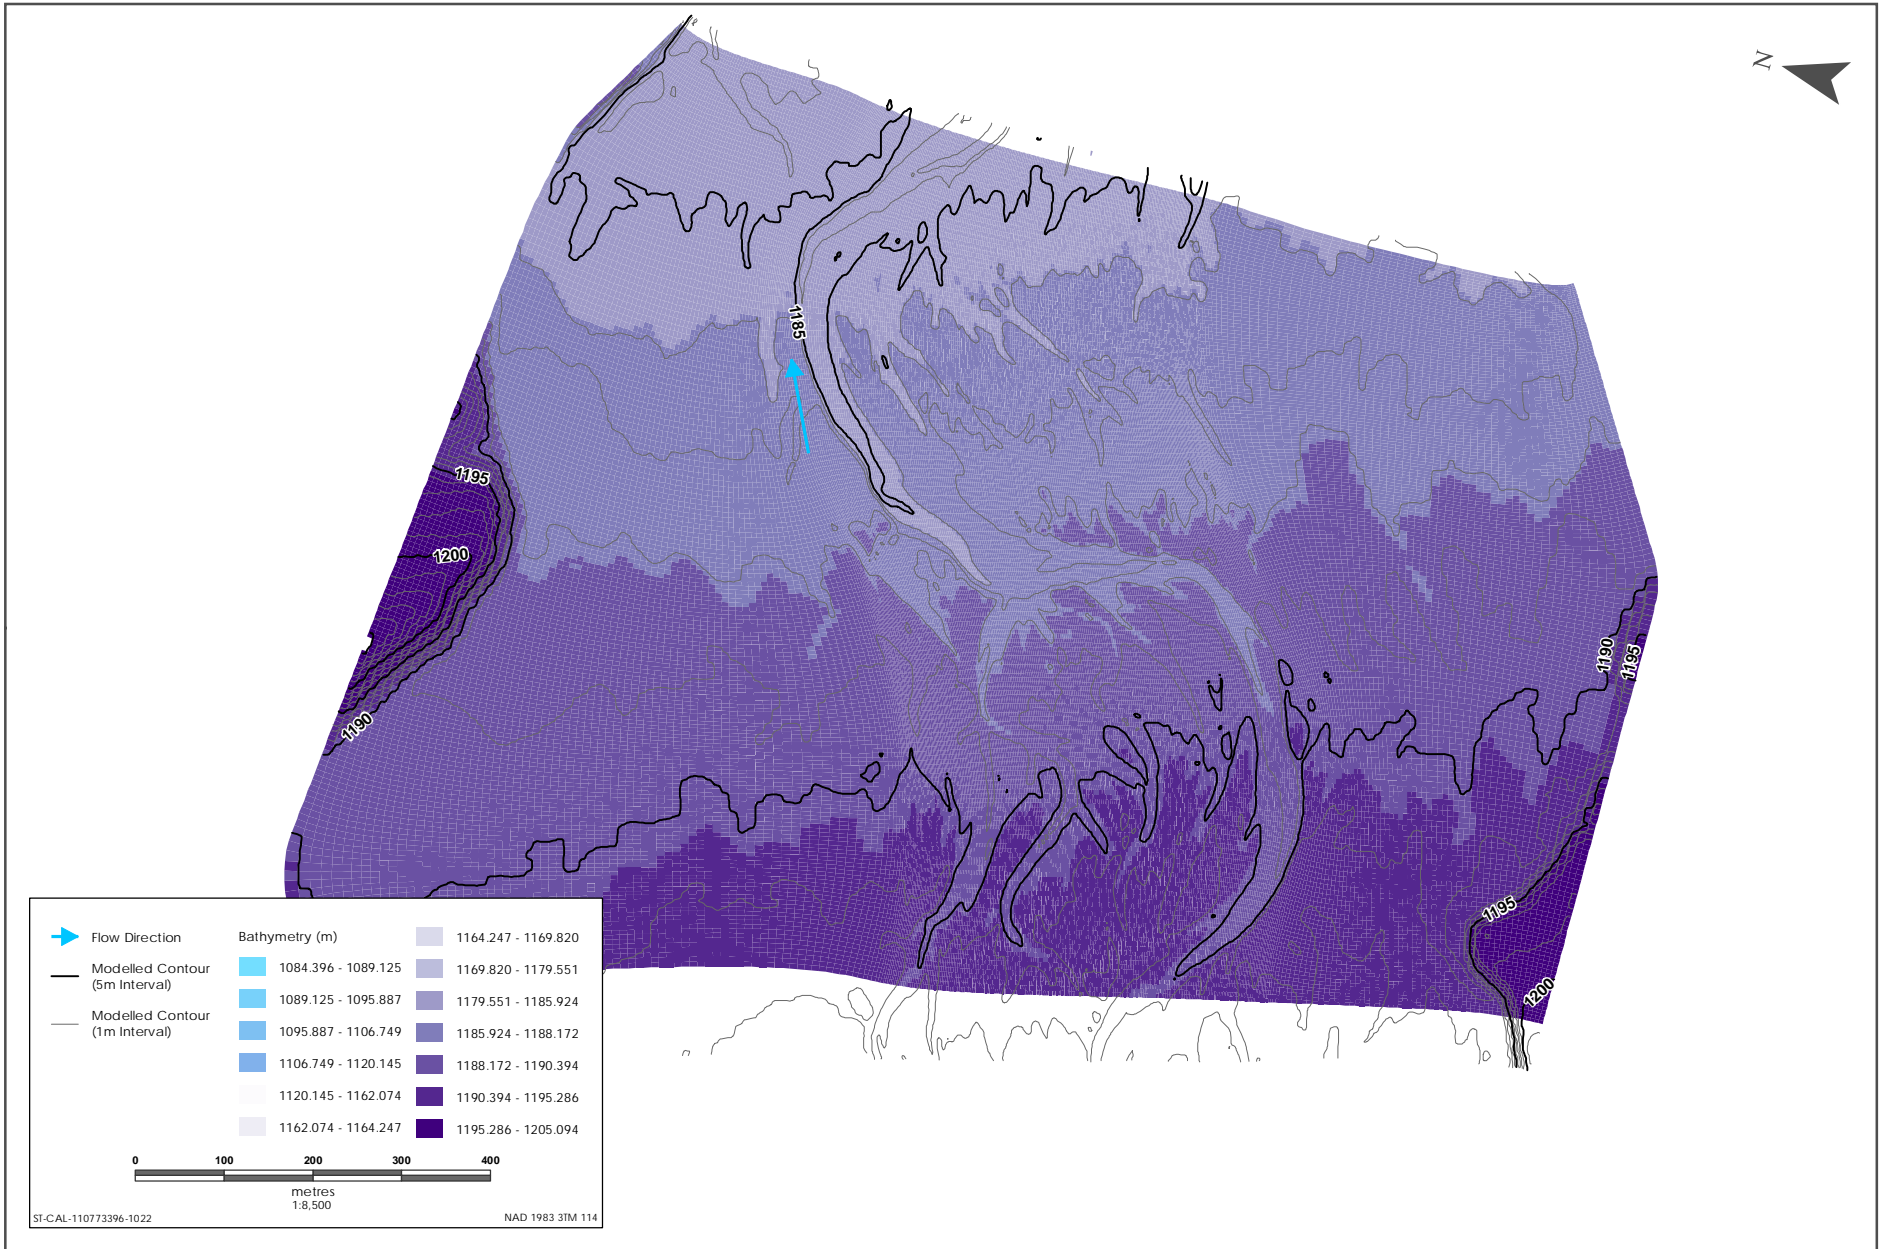 N
1185
1195
1200
1190
1190
1195
1195
1200
Flow Direction
Modelled Contour
(5m Interval)
Modelled Contour
(1m Interval)
Bathymetry (m)
1084.396 - 1089.125
1089.125 - 1095.887
1095.887 - 1106.749
1106.749 - 1120.145
1120.145 - 1162.074
1162.074 - 1164.247
1164.247 - 1169.820
1169.820 - 1179.551
1179.551 - 1185.924
1185.924 - 1188.172
1188.172 - 1190.394
1190.394 - 1195.286
1195.286 - 1205.094
0 100 200 300 400
metres
1:8,500
ST-CAL-110773396-1022
NAD 1983 3TM 114